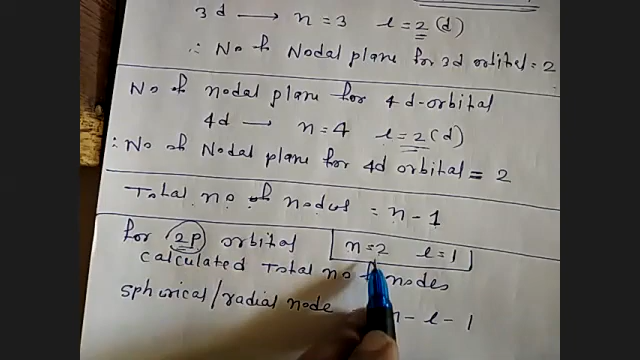 3d → n = 3 l = 2 (d)
∴ No of Nodal plane for 3d orbital = 2
No of nodal plane for 4d-orbital
4d → n = 4 l = 2 (d)
∴ No of Nodal plane for 4d orbital = 2
Total no of nodes = n - 1
for 2p orbital n = 2 l = 1
calculated Total no of nodes
spherical/radial node n - l - 1